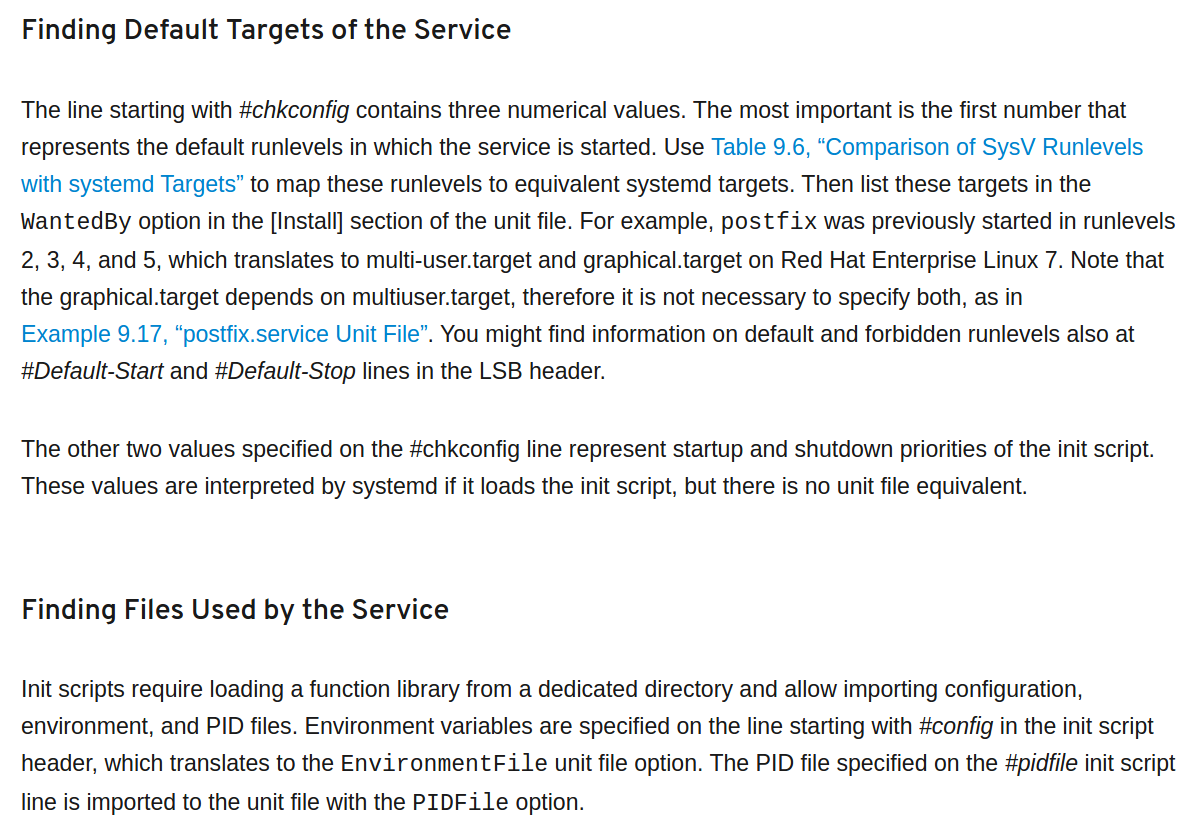 Finding Default Targets of the Service
The line starting with #chkconfig contains three numerical values. The most important is the first number that
represents the default runlevels in which the service is started. Use Table 9.6, “Comparison of SysV Runlevels
with systemd Targets” to map these runlevels to equivalent systemd targets. Then list these targets in the
WantedBy option in the [Install] section of the unit file. For example, postfix was previously started in runlevels
2, 3, 4, and 5, which translates to multi-user.target and graphical.target on Red Hat Enterprise Linux 7. Note that
the graphical.target depends on multiuser.target, therefore it is not necessary to specify both, as in
Example 9.17, “postfix.service Unit File”. You might find information on default and forbidden runlevels also at
#Default-Start and #Default-Stop lines in the LSB header.
The other two values specified on the #chkconfig line represent startup and shutdown priorities of the init script.
These values are interpreted by systemd if it loads the init script, but there is no unit file equivalent.
Finding Files Used by the Service
Init scripts require loading a function library from a dedicated directory and allow importing configuration,
environment, and PID files. Environment variables are specified on the line starting with #config in the init script
header, which translates to the EnvironmentFile unit file option. The PID file specified on the #pidfile init script
line is imported to the unit file with the PIDFile option.